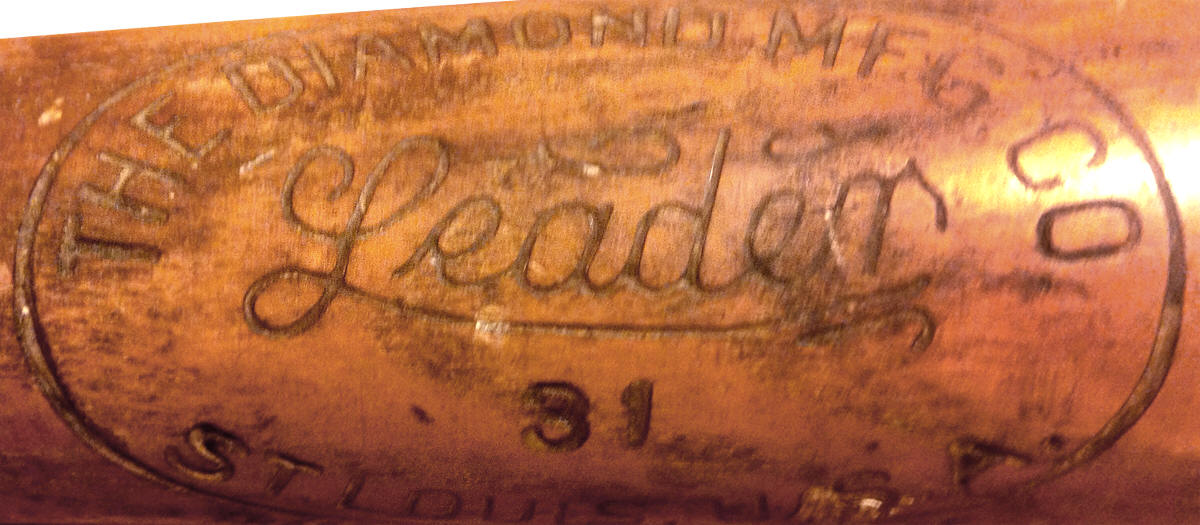 THE DIAMOND MFG CO
Leader
31
ST LOUIS, U.S.A.